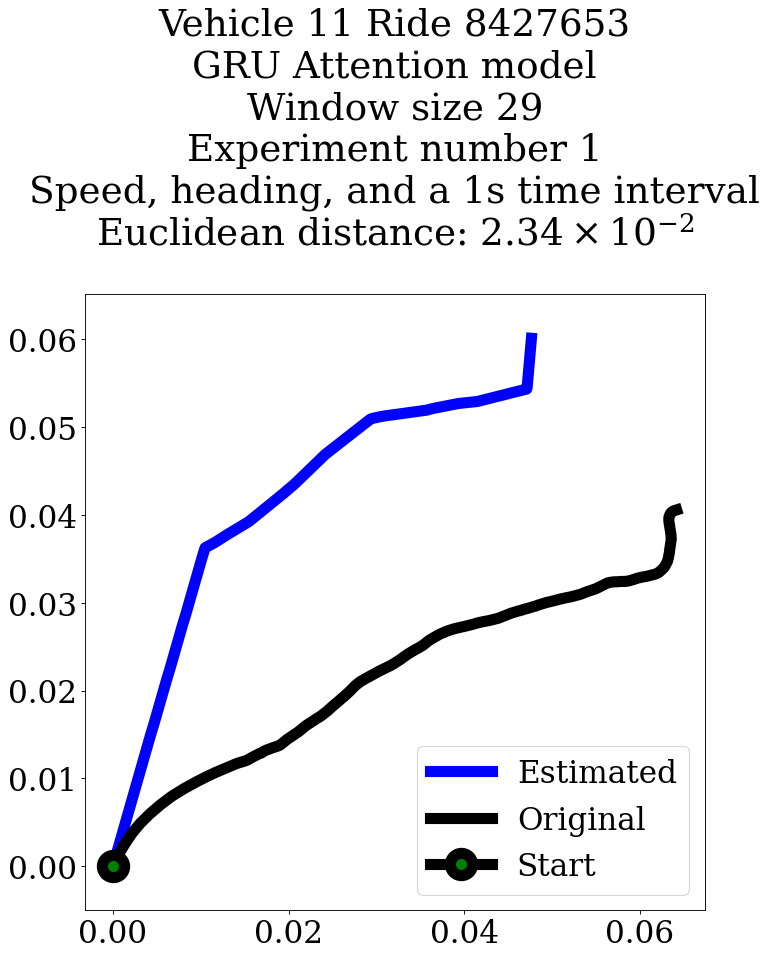 Vehicle 11 Ride 8427653
GRU Attention model
Window size 29
Experiment number 1
Speed, heading, and a 1s time interval
Euclidean distance: 2.34 × 10⁻²
0.06
0.05
0.04
0.03
0.02
0.01
0.00
Estimated
Original
Start
0.00 0.02 0.04 0.06